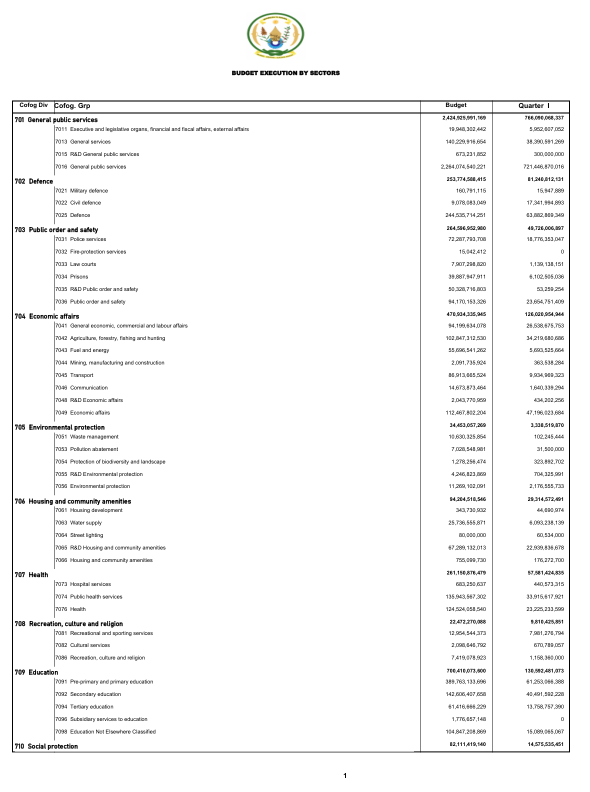 BUDGET EXECUTION BY SECTORS
Cofog Div Cofog. Grp Budget Quarter I
701 General public services 2,424,925,991,169 766,090,068,337
7011 Executive and legislative organs, financial and fiscal affairs, external affairs 19,948,302,442 5,952,607,052
7013 General services 140,229,916,654 38,390,591,269
7015 R&D General public services 673,231,852 300,000,000
7016 General public services 2,264,074,540,221 721,446,870,016
702 Defence 253,774,588,415 81,240,812,131
7021 Military defence 160,791,115 15,947,889
7022 Civil defence 9,078,083,049 17,341,994,893
7025 Defence 244,535,714,251 63,882,869,349
703 Public order and safety 264,596,952,980 49,726,006,897
7031 Police services 72,287,793,708 18,776,353,047
7032 Fire-protection services 15,042,412 0
7033 Law courts 7,907,298,820 1,139,138,151
7034 Prisons 39,887,947,911 6,102,505,036
7035 R&D Public order and safety 50,328,716,803 53,259,254
7036 Public order and safety 94,170,153,326 23,654,751,409
704 Economic affairs 470,934,335,945 126,020,954,944
7041 General economic, commercial and labour affairs 94,199,634,078 26,538,675,753
7042 Agriculture, forestry, fishing and hunting 102,847,312,530 34,219,680,686
7043 Fuel and energy 55,696,541,262 5,693,525,664
7044 Mining, manufacturing and construction 2,091,735,924 363,538,284
7045 Transport 86,913,665,524 9,934,969,323
7046 Communication 14,673,873,464 1,640,339,294
7048 R&D Economic affairs 2,043,770,959 434,202,256
7049 Economic affairs 112,467,802,204 47,196,023,684
705 Environmental protection 34,453,057,269 3,338,519,870
7051 Waste management 10,630,325,854 102,245,444
7053 Pollution abatement 7,028,548,981 31,500,000
7054 Protection of biodiversity and landscape 1,278,256,474 323,892,702
7055 R&D Environmental protection 4,246,823,869 704,325,991
7056 Environmental protection 11,269,102,091 2,176,555,733
706 Housing and community amenities 94,204,518,546 29,314,572,491
7061 Housing development 343,730,932 44,690,974
7063 Water supply 25,736,555,871 6,093,238,139
7064 Street lighting 80,000,000 60,534,000
7065 R&D Housing and community amenities 67,289,132,013 22,939,836,678
7066 Housing and community amenities 755,099,730 176,272,700
707 Health 261,150,876,479 57,581,424,835
7073 Hospital services 683,250,637 440,573,315
7074 Public health services 135,943,567,302 33,915,617,921
7076 Health 124,524,058,540 23,225,233,599
708 Recreation, culture and religion 22,472,270,088 9,810,425,851
7081 Recreational and sporting services 12,954,544,373 7,981,276,794
7082 Cultural services 2,098,646,792 670,789,057
7086 Recreation, culture and religion 7,419,078,923 1,158,360,000
709 Education 700,410,073,600 130,592,481,073
7091 Pre-primary and primary education 389,763,133,696 61,253,066,388
7092 Secondary education 142,606,407,658 40,491,592,228
7094 Tertiary education 61,416,666,229 13,758,757,390
7096 Subsidiary services to education 1,776,657,148 0
7098 Education Not Elsewhere Classified 104,847,208,869 15,089,065,067
710 Social protection 82,111,419,140 14,575,535,451
1